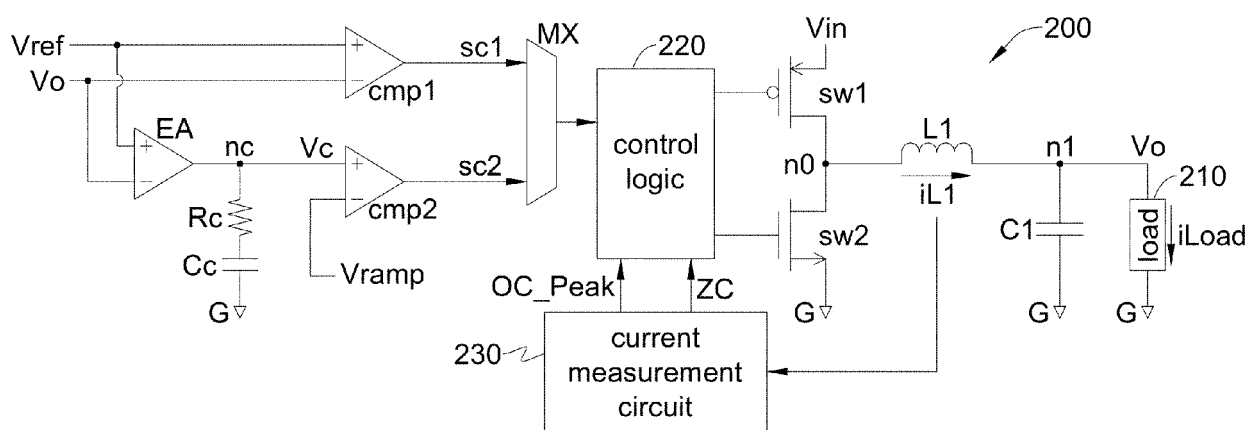 Vref
Vo
EA
nc
Vc
Rc
Cc
G
Vramp
cmp1
cmp2
sc1
sc2
MX
220
control
logic
OC_Peak
ZC
230
current
measurement
circuit
Vin
sw1
n0
sw2
G
200
L1
iL1
n1
C1
G
Vo
210
load
iLoad
G